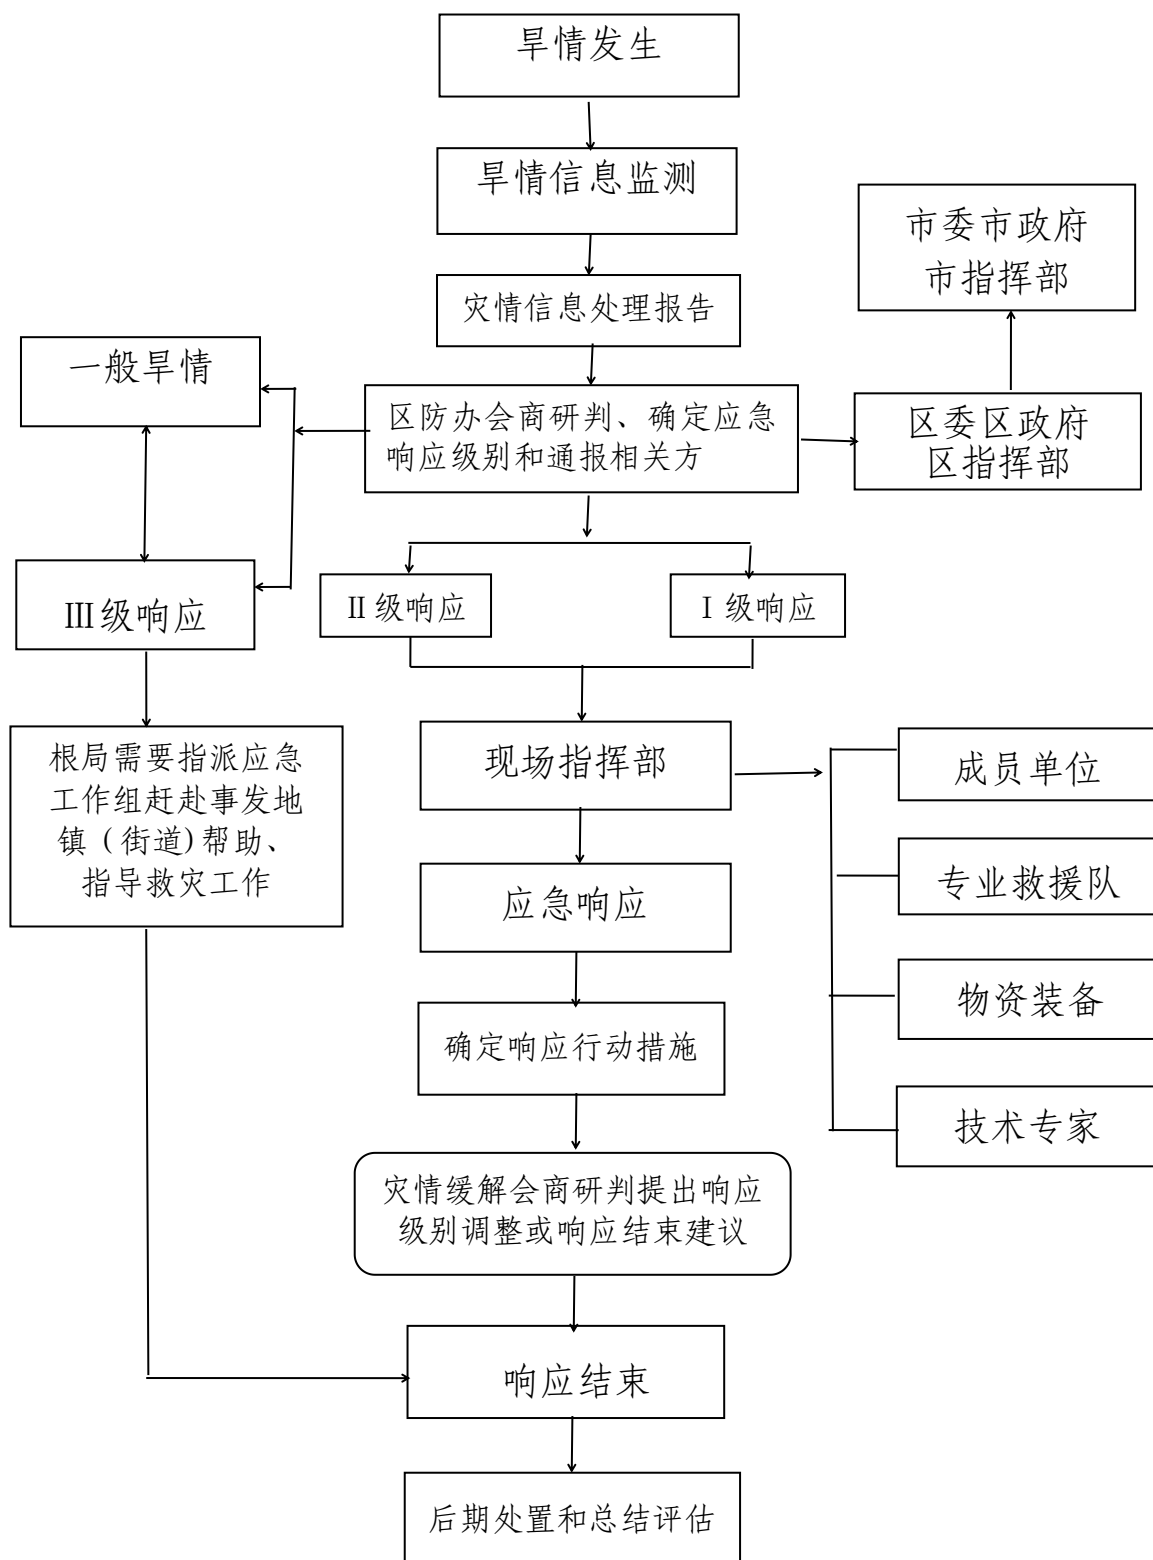 旱情发生
旱情信息监测
市委市政府
市指挥部
灾情信息处理报告
一般旱情
区防办会商研判、确定应急
响应级别和通报相关方
区委区政府
区指挥部
Ⅲ级响应
Ⅱ级响应
Ⅰ级响应
根局需要指派应急
工作组赶赴事发地
镇（街道)帮助、
指导救灾工作
现场指挥部
成员单位
应急响应
专业救援队
确定响应行动措施
物资装备
技术专家
灾情缓解会商研判提出响应
级别调整或响应结束建议
响应结束
后期处置和总结评估